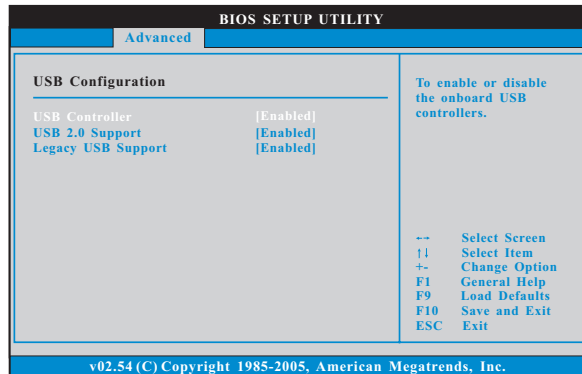 BIOS SETUP UTILITY
Advanced
USB Configuration
USB Controller [Enabled]
USB 2.0 Support [Enabled]
Legacy USB Support [Enabled]
To enable or disable
the onboard USB
controllers.
←→ Select Screen
↑↓ Select Item
+- Change Option
F1 General Help
F9 Load Defaults
F10 Save and Exit
ESC Exit
v02.54 (C) Copyright 1985-2005, American Megatrends, Inc.